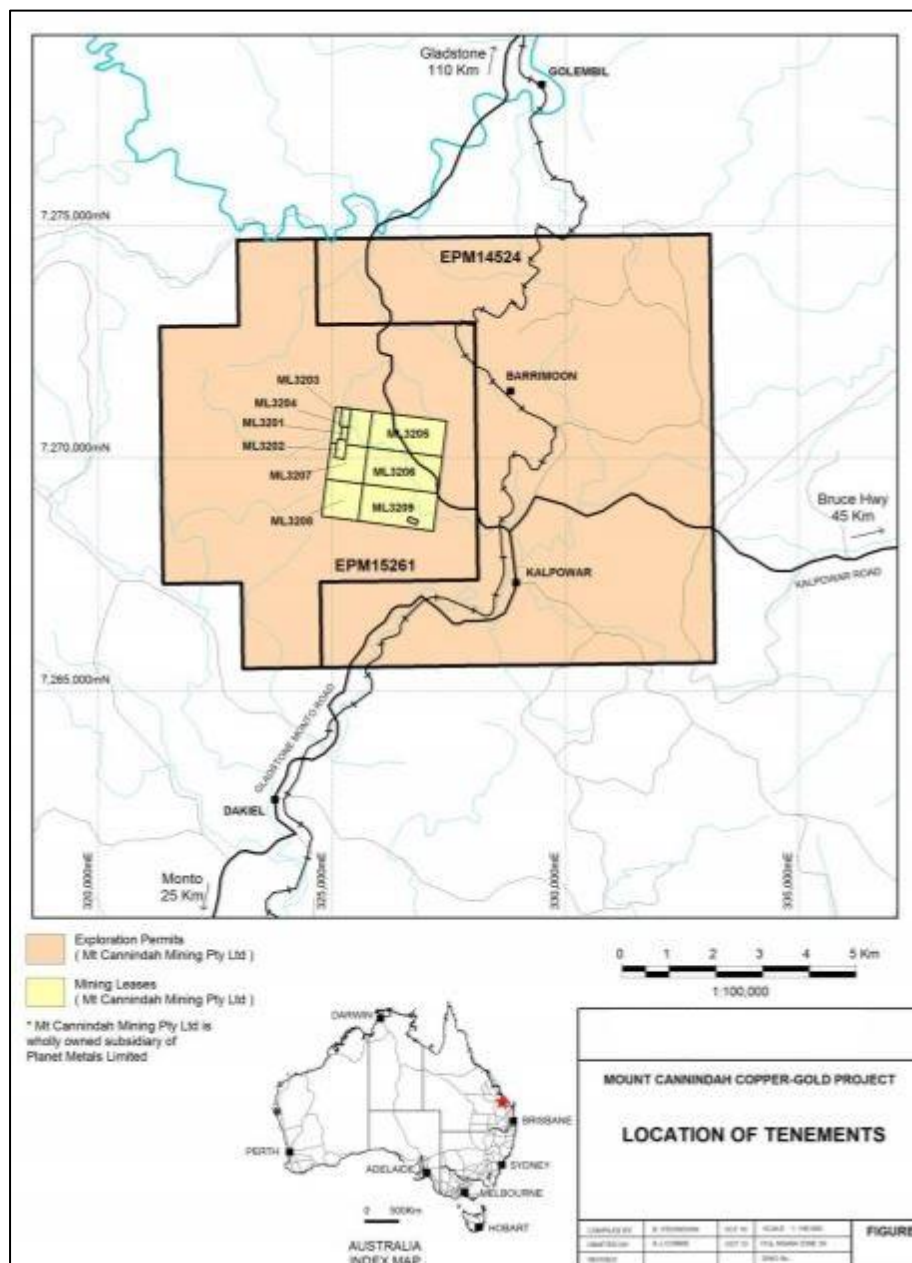 Gladstone
110 Km
GOLEMBIL
7,275,000mN
EPM14524
BARRIMOON
ML3203
ML3204
ML3201
ML3202
ML3205
7,270,000mN
ML3207
ML3206
ML3208
ML3209
Bruce Hwy
45 Km
EPM15261
KALPOWAR
KALPOWAR ROAD
7,265,000mN
GLADSTONE MONTO ROAD
DAKIEL
Monto
25 Km
320,000mE
325,000mE
330,000mE
335,000mE
Exploration Permits
( Mt Cannindah Mining Pty Ltd )
Mining Leases
( Mt Cannindah Mining Pty Ltd )
* Mt Cannindah Mining Pty Ltd is
wholly owned subsidiary of
Planet Metals Limited
0 1 2 3 4 5 Km
1:100,000
DARWIN
BRISBANE
PERTH
ADELAIDE
SYDNEY
MELBOURNE
HOBART
0 500Km
AUSTRALIA
INDEX MAP
MOUNT CANNINDAH COPPER-GOLD PROJECT
LOCATION OF TENEMENTS
FIGURE